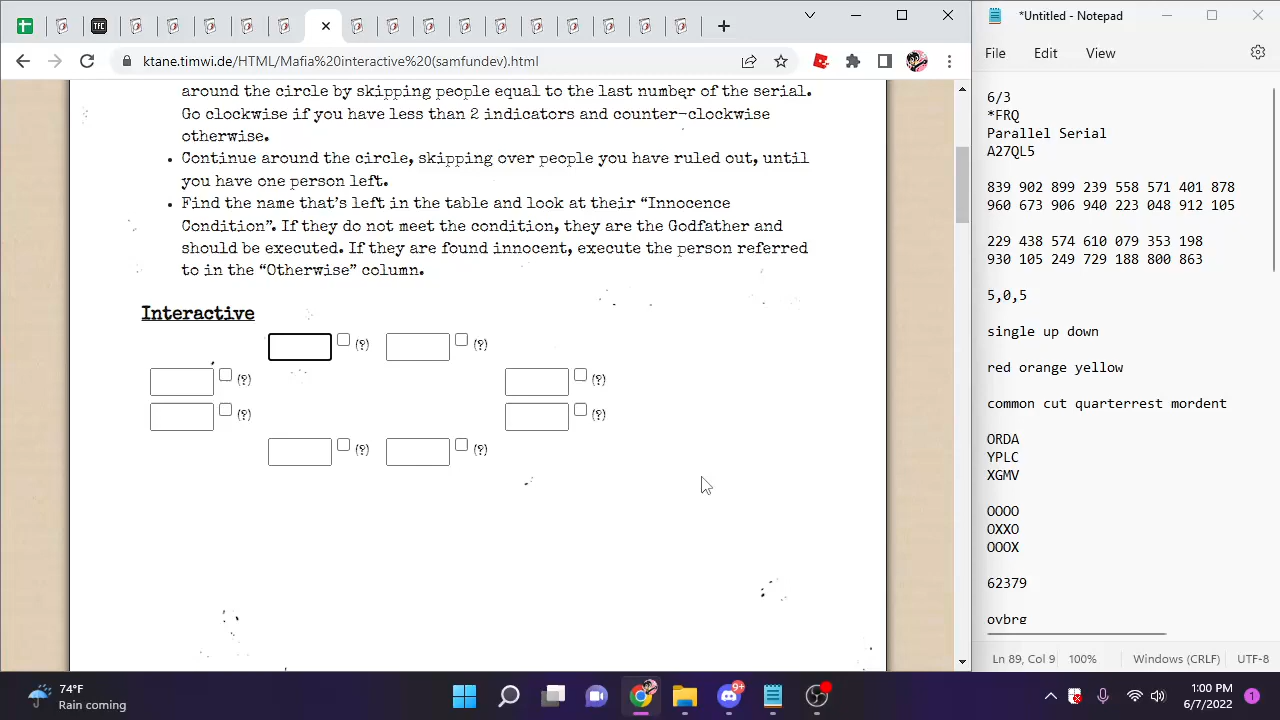 TFC
*Untitled - Notepad
ktane.timwi.de/HTML/Mafia%20interactive%20(samfundev).html
File Edit View
around the circle by skipping people equal to the last number of the serial.
Go clockwise if you have less than 2 indicators and counter-clockwise
otherwise.
• Continue around the circle, skipping over people you have ruled out, until
you have one person left.
• Find the name that's left in the table and look at their “Innocence
Condition”. If they do not meet the condition, they are the Godfather and
should be executed. If they are found innocent, execute the person referred
to in the “Otherwise” column.
Interactive
(?) (?)
(?) (?)
(?) (?)
(?) (?)
6/3
*FRQ
Parallel Serial
A27QL5
839 902 899 239 558 571 401 878
960 673 906 940 223 048 912 105
229 438 574 610 079 353 198
930 105 249 729 188 800 863
5,0,5
single up down
red orange yellow
common cut quarterrest mordent
ORDA
YPLC
XGMV
OOOO
OXXO
OOOX
62379
ovbrg
Ln 89, Col 9 100% Windows (CRLF) UTF-8
74°F
Rain coming
9+
1:00 PM
6/7/2022
1